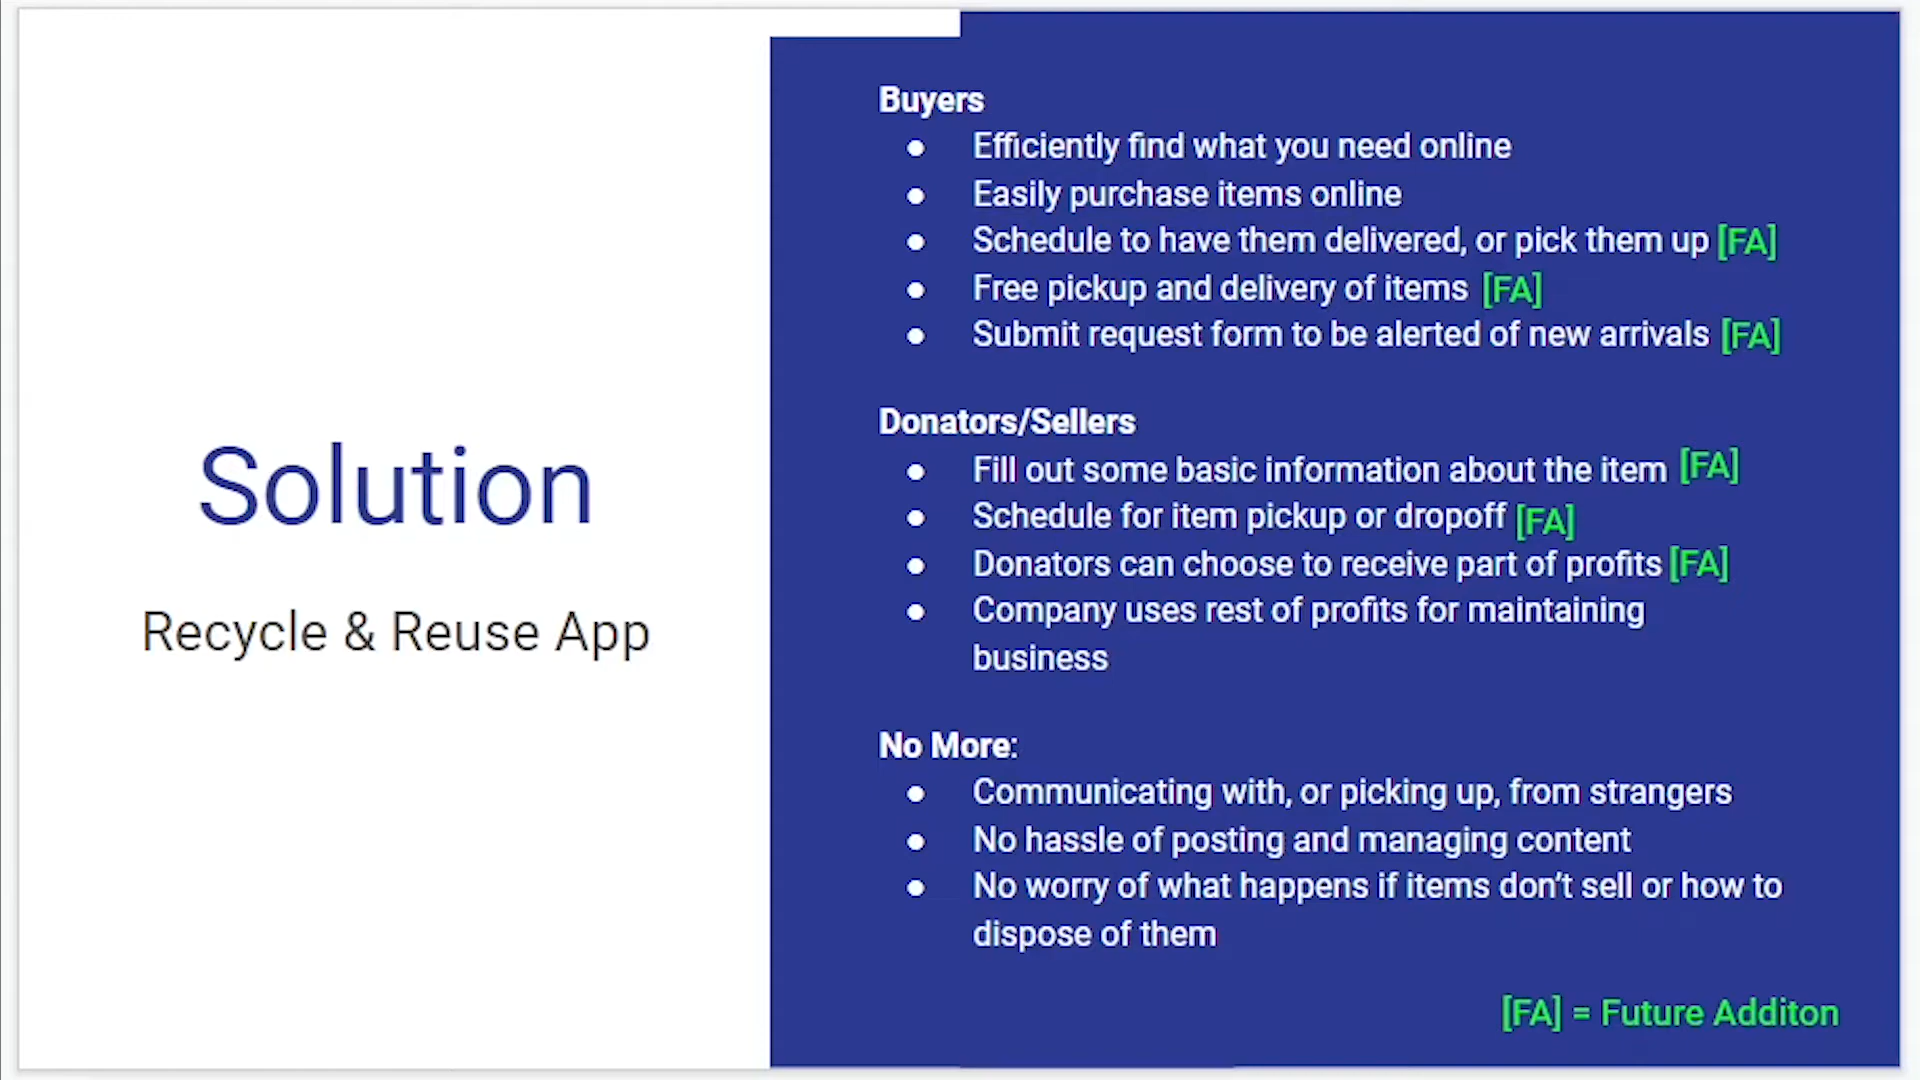 Solution
Recycle & Reuse App
Buyers
● Efficiently find what you need online
● Easily purchase items online
● Schedule to have them delivered, or pick them up [FA]
● Free pickup and delivery of items [FA]
● Submit request form to be alerted of new arrivals [FA]
Donators/Sellers
● Fill out some basic information about the item [FA]
● Schedule for item pickup or dropoff [FA]
● Donators can choose to receive part of profits [FA]
● Company uses rest of profits for maintaining
business
No More:
● Communicating with, or picking up, from strangers
● No hassle of posting and managing content
● No worry of what happens if items don’t sell or how to
dispose of them
[FA] = Future Additon